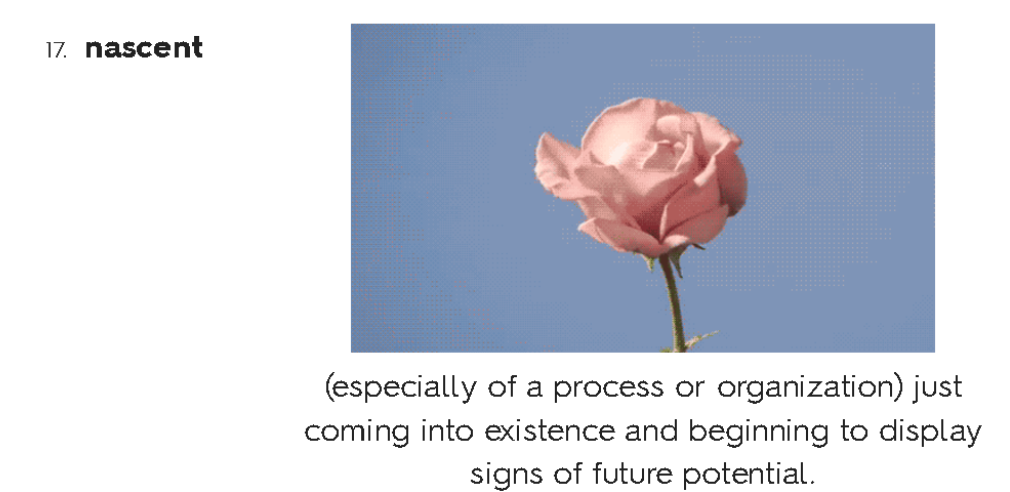 17. nascent
(especially of a process or organization) just
coming into existence and beginning to display
signs of future potential.